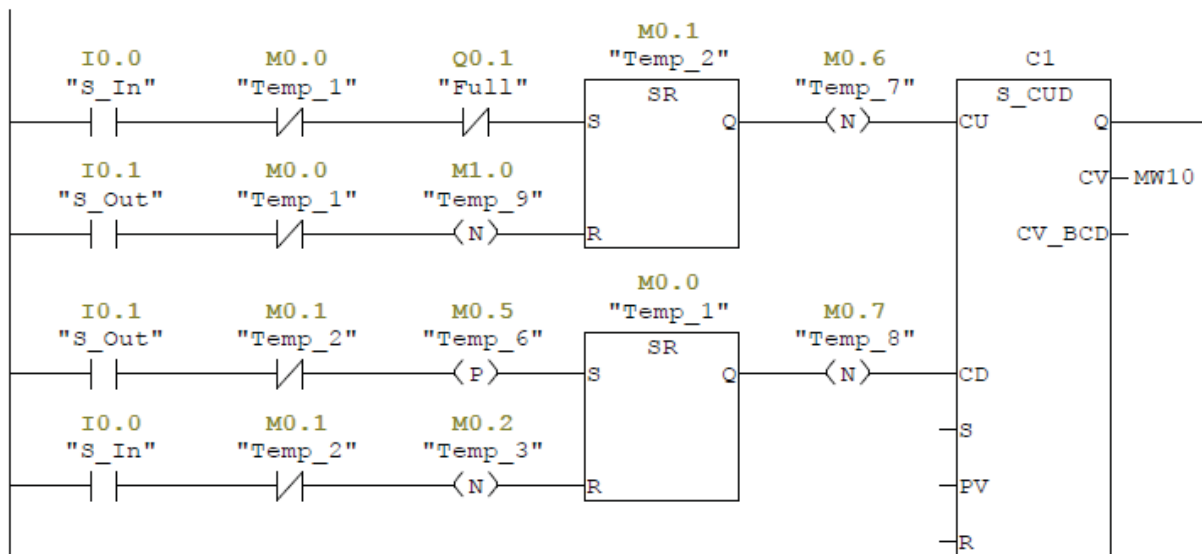 M0.1
I0.0 M0.0 Q0.1 "Temp_2" M0.6 C1
"S_In" "Temp_1" "Full" SR "Temp_7" S_CUD
S Q N CU Q
I0.1 M0.0 M1.0 CV MW10
"S_Out" "Temp_1" "Temp_9"
N R CV_BCD
M0.0
I0.1 M0.1 M0.5 "Temp_1" M0.7
"S_Out" "Temp_2" "Temp_6" SR "Temp_8"
P S Q N CD
I0.0 M0.1 M0.2 S
"S_In" "Temp_2" "Temp_3"
N R PV
R